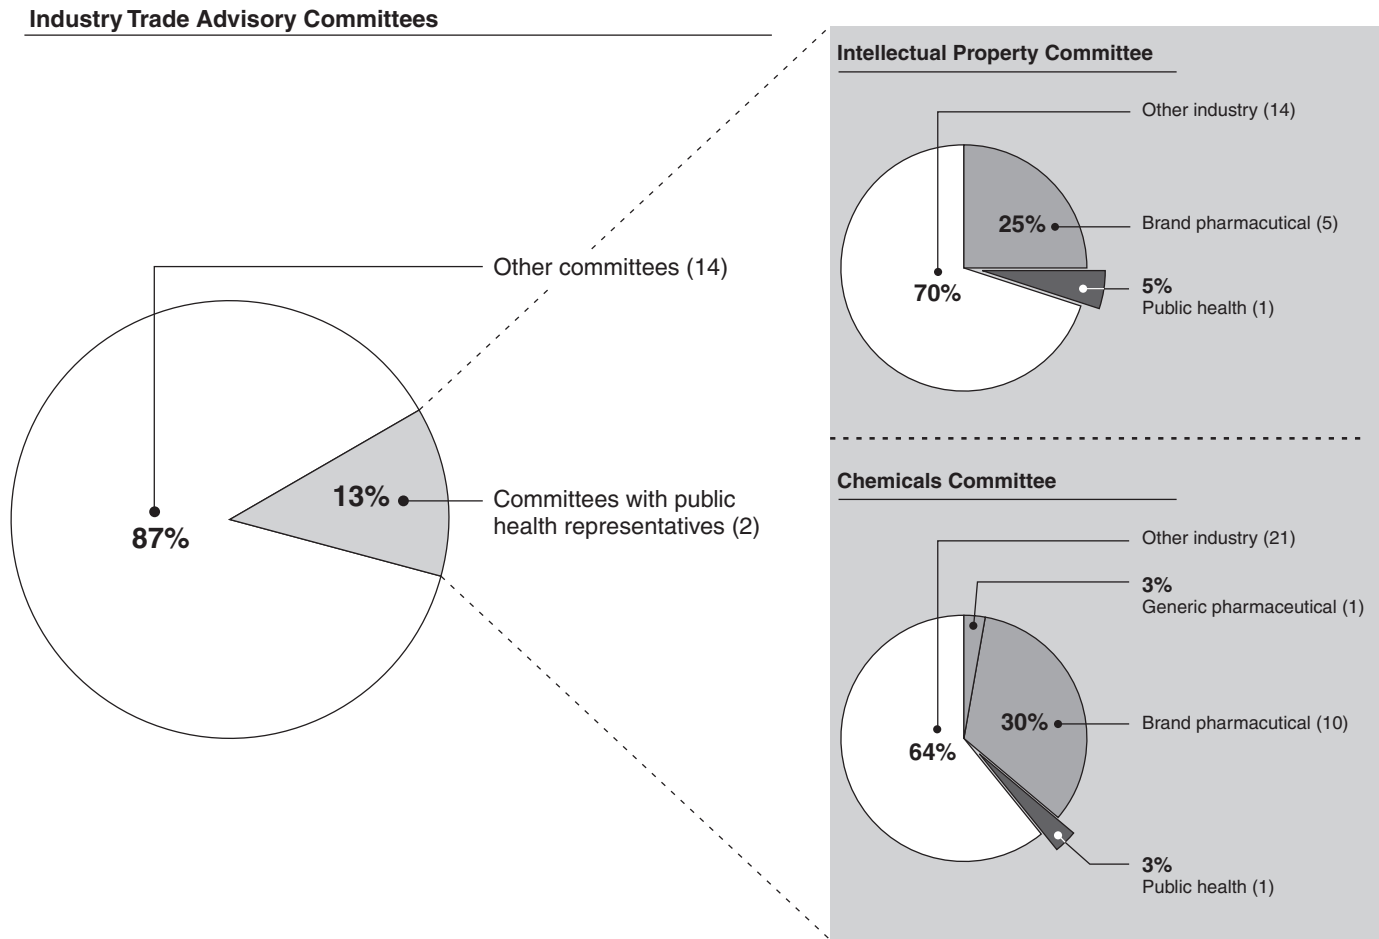 Industry Trade Advisory Committees
Other committees (14)
87%
13%
Committees with public
health representatives (2)
Intellectual Property Committee
Other industry (14)
70%
25%
Brand pharmacutical (5)
5%
Public health (1)
Chemicals Committee
Other industry (21)
3%
Generic pharmaceutical (1)
64%
30%
Brand pharmacutical (10)
3%
Public health (1)